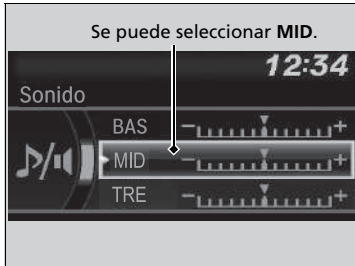 Se puede seleccionar MID.
12:34
Sonido
BAS
MID
TRE